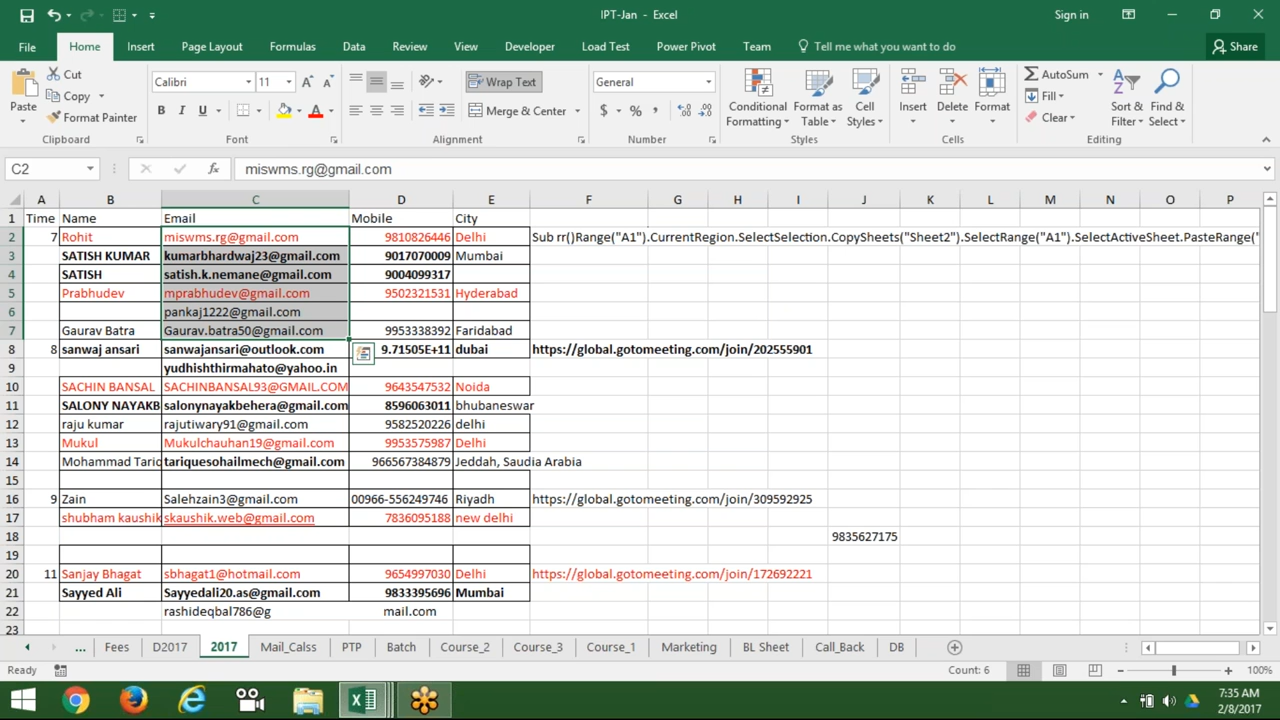 IPT-Jan - Excel
Sign in
File Home Insert Page Layout Formulas Data Review View Developer Load Test Power Pivot Team Tell me what you want to do Share
Cut
Copy
Format Painter
Paste
Clipboard
Calibri 11
B I U
Font
Wrap Text
Merge & Center
Alignment
General
$ % ,
Number
Conditional Formatting
Format as Table
Cell Styles
Styles
Insert Delete Format
Cells
AutoSum
Fill
Clear
Sort & Filter
Find & Select
Editing
C2 fx miswms.rg@gmail.com
A B C D E F G H I J K L M N O P
1 Time Name Email Mobile City
2 7 Rohit miswms.rg@gmail.com 9810826446 Delhi Sub rr()Range("A1").CurrentRegion.SelectSelection.CopySheets("Sheet2").SelectRange("A1").SelectActiveSheet.PasteRange("
3 SATISH KUMAR kumarbhardwaj23@gmail.com 9017070009 Mumbai
4 SATISH satish.k.nemane@gmail.com 9004099317
5 Prabhudev mprabhudev@gmail.com 9502321531 Hyderabad
6 pankaj1222@gmail.com
7 Gaurav Batra Gaurav.batra50@gmail.com 9953338392 Faridabad
8 8 sanwaj ansari sanwajansari@outlook.com 9.71505E+11 dubai https://global.gotomeeting.com/join/202555901
9 yudhishthirmahato@yahoo.in
10 SACHIN BANSAL SACHINBANSAL93@GMAIL.COM 9643547532 Noida
11 SALONY NAYAKB salonynayakbehera@gmail.com 8596063011 bhubaneswar
12 raju kumar rajutiwary91@gmail.com 9582520226 delhi
13 Mukul Mukulchauhan19@gmail.com 9953575987 Delhi
14 Mohammad Tariq tariquesohailmech@gmail.com 966567384879 Jeddah, Saudia Arabia
15
16 9 Zain Salehzain3@gmail.com 00966-556249746 Riyadh https://global.gotomeeting.com/join/309592925
17 shubham kaushik skaushik.web@gmail.com 7836095188 new delhi
18 9835627175
19
20 11 Sanjay Bhagat sbhagat1@hotmail.com 9654997030 Delhi https://global.gotomeeting.com/join/172692221
21 Sayyed Ali Sayyedali20.as@gmail.com 9833395696 Mumbai
22 rashideqbal786@g mail.com
23
... Fees D2017 2017 Mail_Calss PTP Batch Course_2 Course_3 Course_1 Marketing BL Sheet Call_Back DB
Ready Count: 6 100%
7:35 AM
2/8/2017